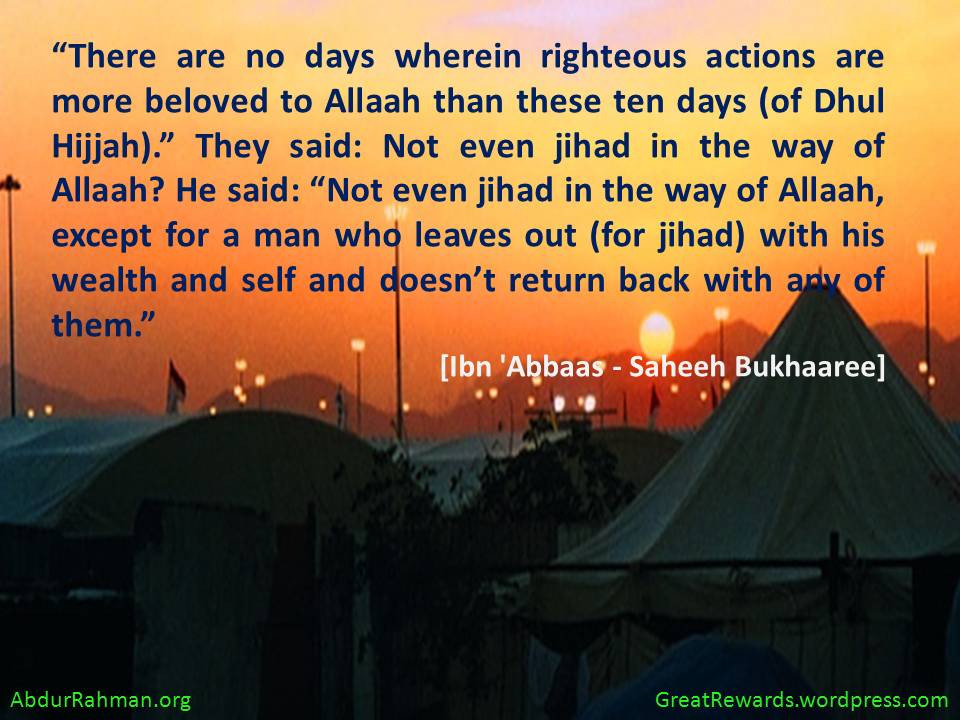 “There are no days wherein righteous actions are
more beloved to Allaah than these ten days (of Dhul
Hijjah).” They said: Not even jihad in the way of
Allaah? He said: “Not even jihad in the way of Allaah,
except for a man who leaves out (for jihad) with his
wealth and self and doesn’t return back with any of
them.”
[Ibn 'Abbaas - Saheeh Bukhaaree]
AbdurRahman.org
GreatRewards.wordpress.com